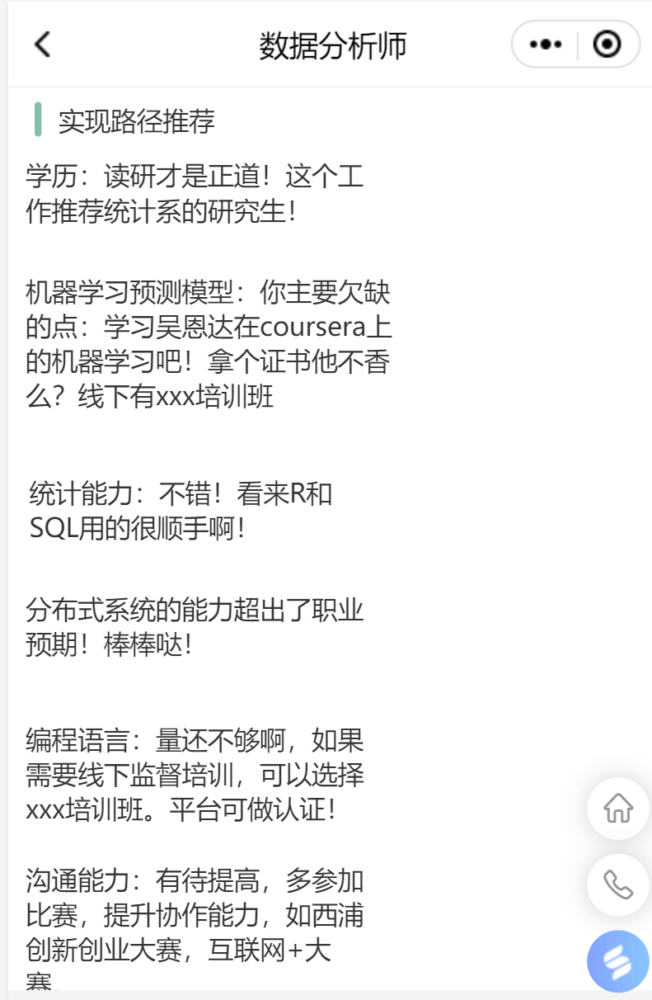 数据分析师
实现路径推荐
学历：读研才是正道！这个工
作推荐统计系的研究生！
机器学习预测模型：你主要欠缺
的点：学习吴恩达在coursera上
的机器学习吧！拿个证书他不香
么？线下有xxx培训班
统计能力：不错！看来R和
SQL用的很顺手啊！
分布式系统的能力超出了职业
预期！棒棒哒！
编程语言：量还不够啊，如果
需要线下监督培训，可以选择
xxx培训班。平台可做认证！
沟通能力：有待提高，多参加
比赛，提升协作能力，如西浦
创新创业大赛，互联网+大
赛